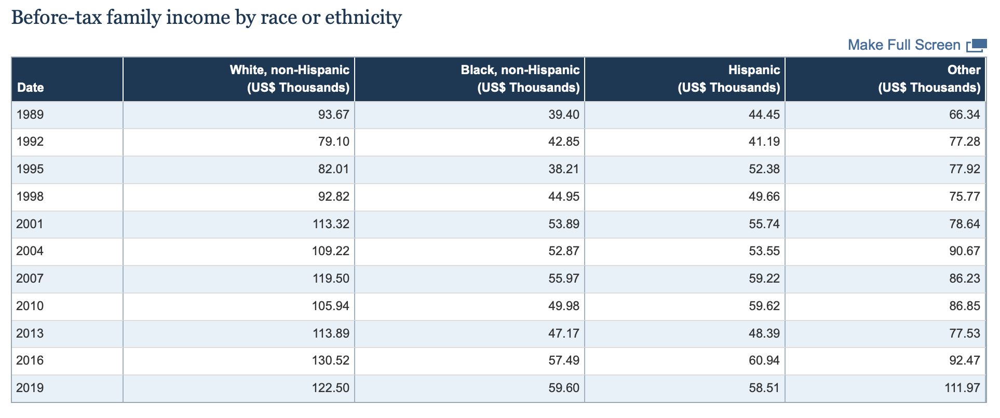 Before-tax family income by race or ethnicity
Make Full Screen
Date White, non-Hispanic (US$ Thousands) Black, non-Hispanic (US$ Thousands) Hispanic (US$ Thousands) Other (US$ Thousands)
1989 93.67 39.40 44.45 66.34
1992 79.10 42.85 41.19 77.28
1995 82.01 38.21 52.38 77.92
1998 92.82 44.95 49.66 75.77
2001 113.32 53.89 55.74 78.64
2004 109.22 52.87 53.55 90.67
2007 119.50 55.97 59.22 86.23
2010 105.94 49.98 59.62 86.85
2013 113.89 47.17 48.39 77.53
2016 130.52 57.49 60.94 92.47
2019 122.50 59.60 58.51 111.97